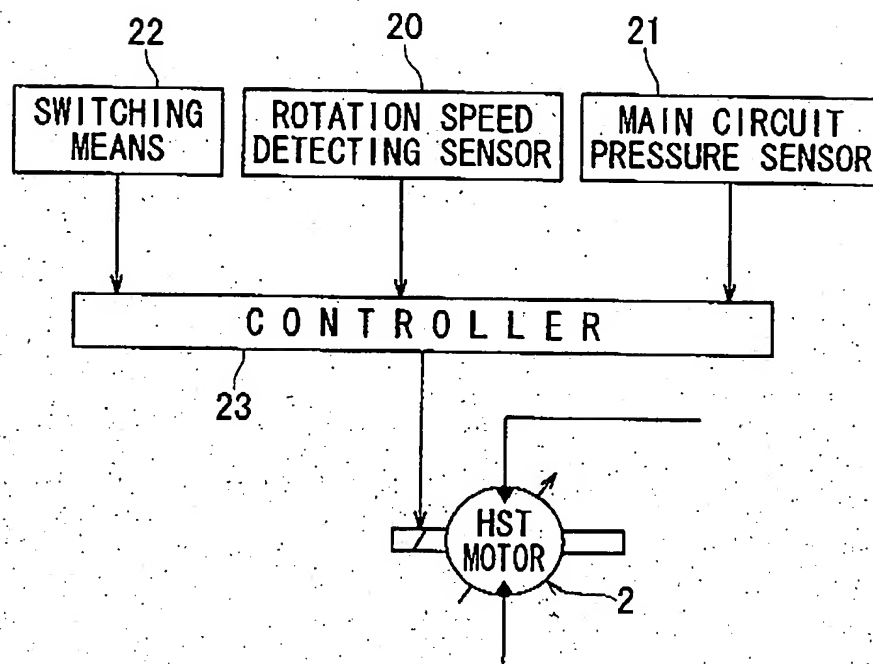 22
20
21
SWITCHING
MEANS
ROTATION SPEED
DETECTING SENSOR
MAIN CIRCUIT
PRESSURE SENSOR
CONTROLLER
23
HST
MOTOR
2